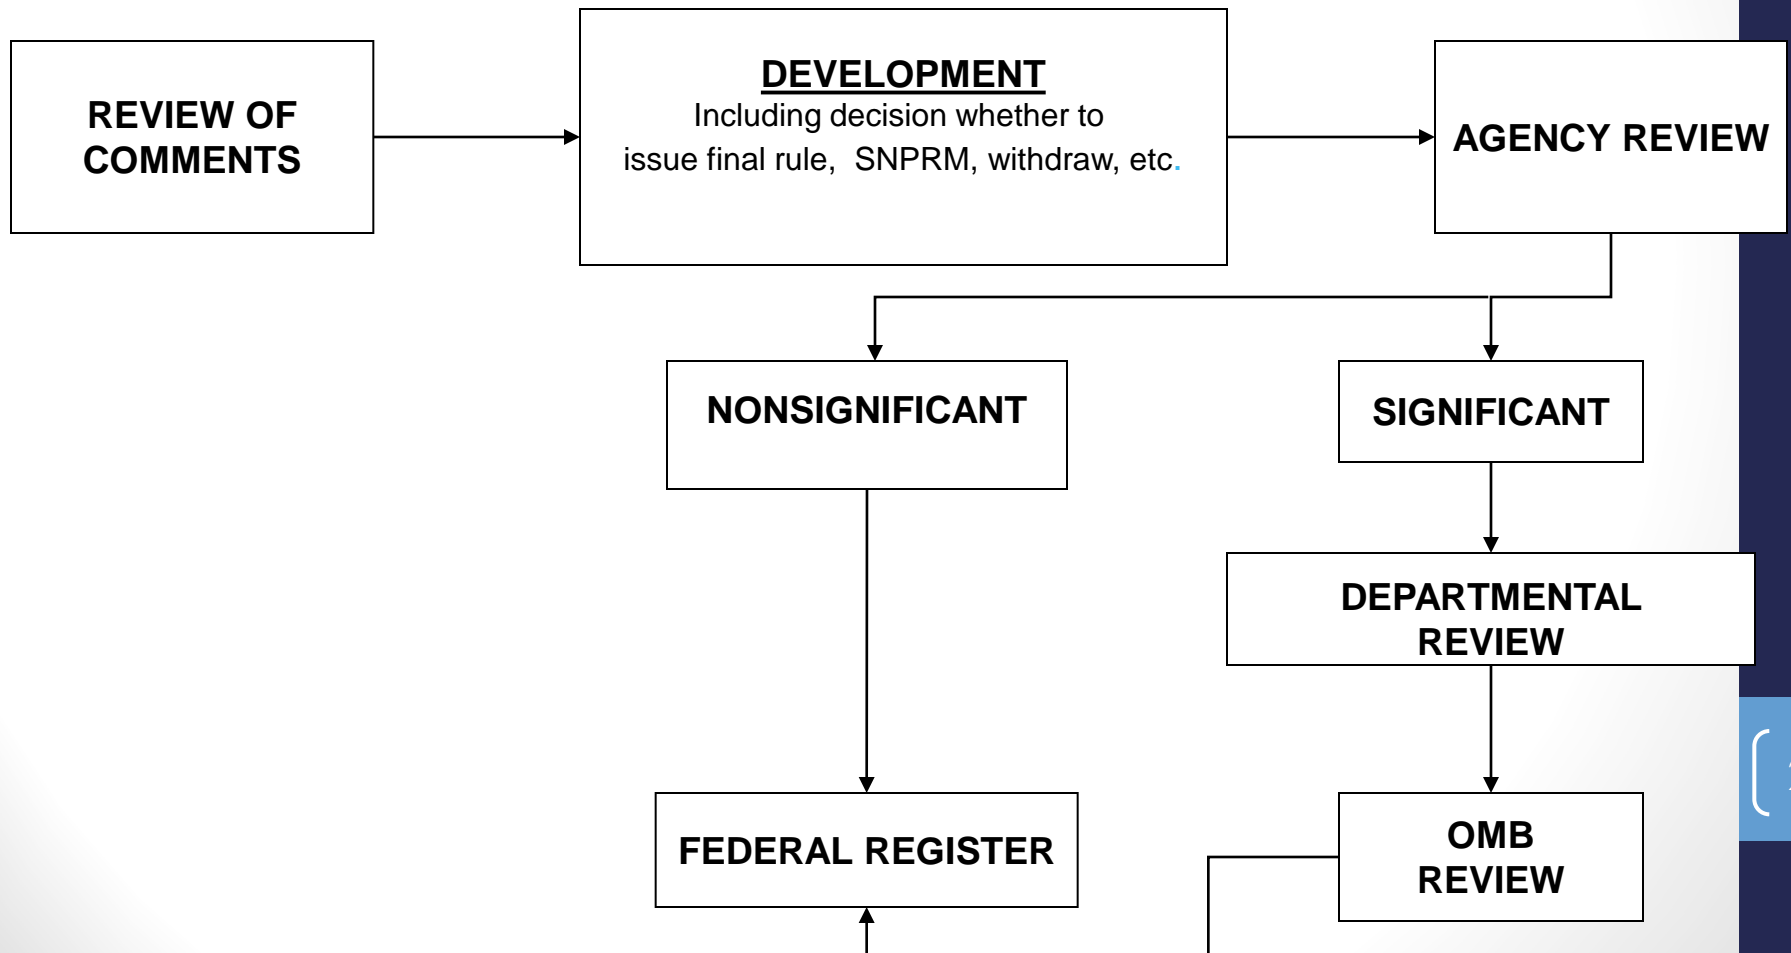 REVIEW OF
COMMENTS
DEVELOPMENT
Including decision whether to
issue final rule, SNPRM, withdraw, etc.
AGENCY REVIEW
NONSIGNIFICANT
SIGNIFICANT
DEPARTMENTAL
REVIEW
FEDERAL REGISTER
OMB
REVIEW